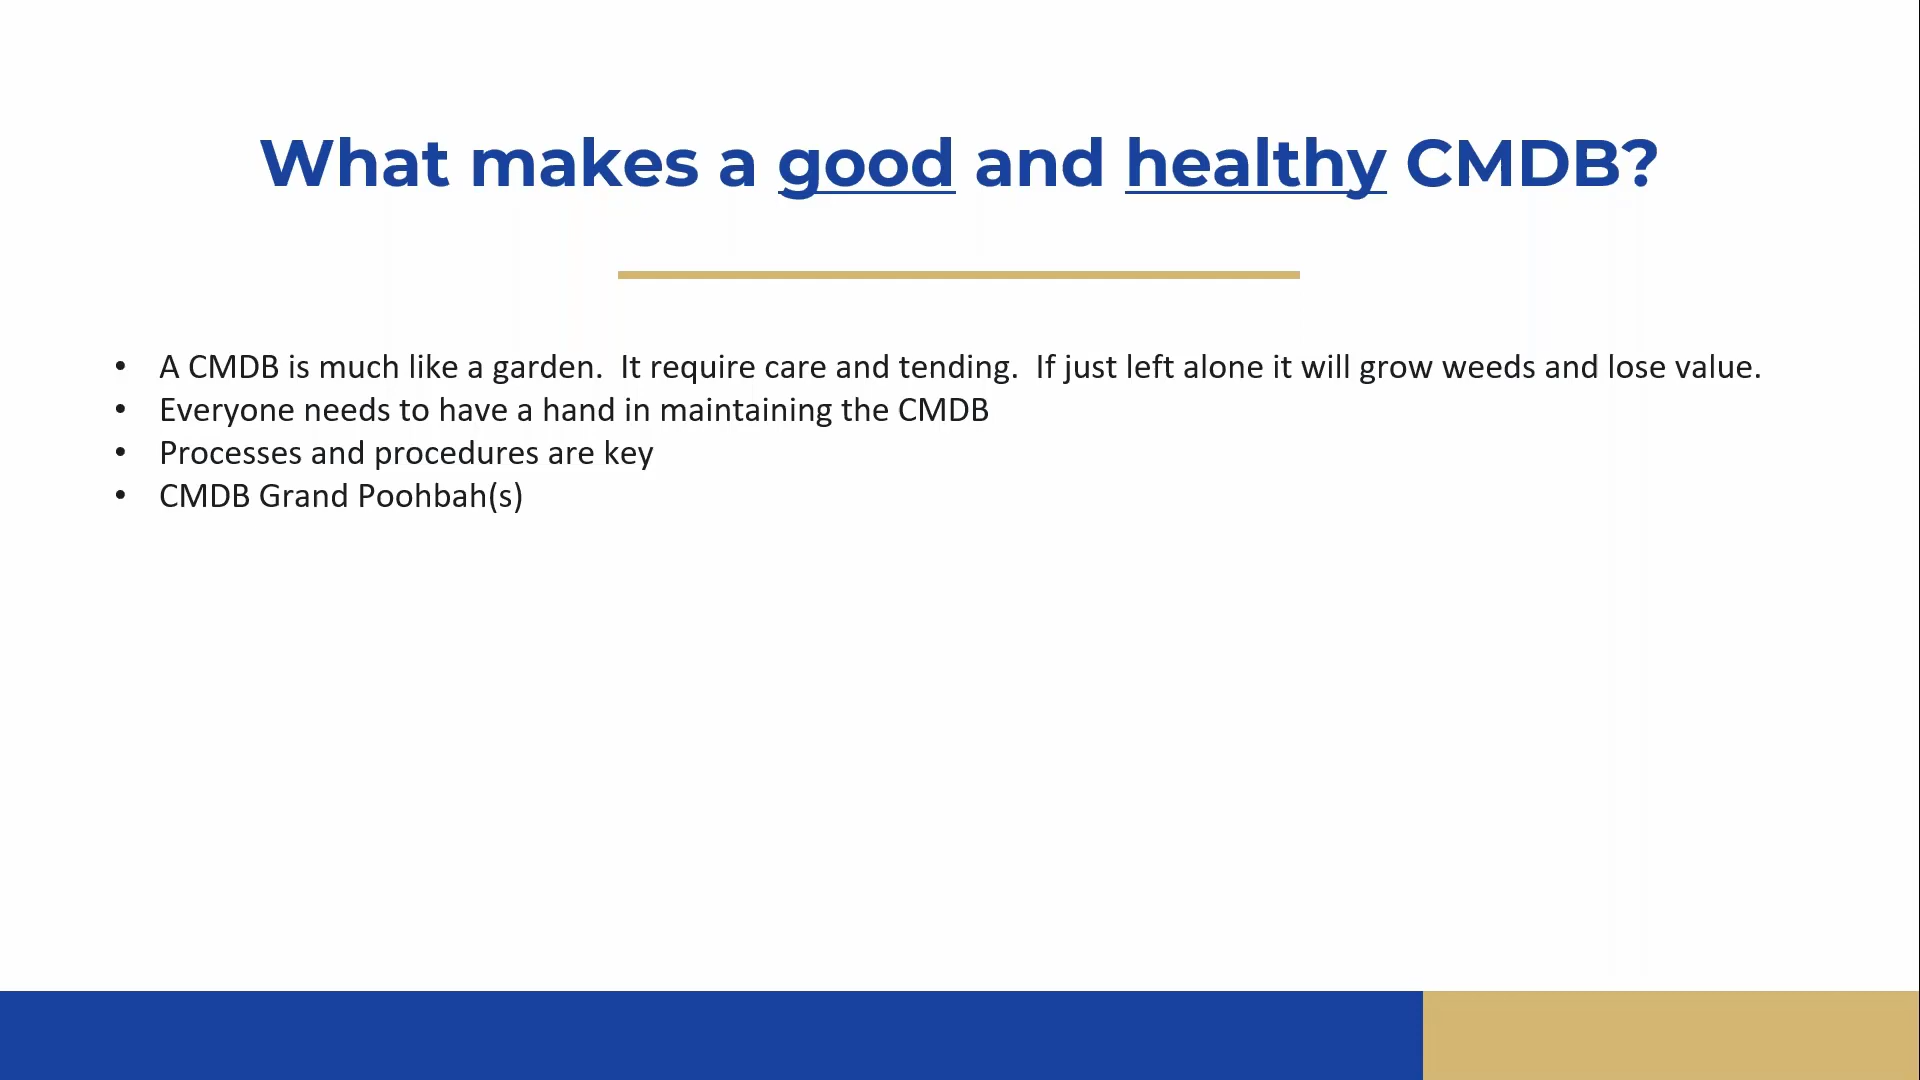 What makes a good and healthy CMDB?
• A CMDB is much like a garden.  It require care and tending.  If just left alone it will grow weeds and lose value.
• Everyone needs to have a hand in maintaining the CMDB
• Processes and procedures are key
• CMDB Grand Poohbah(s)